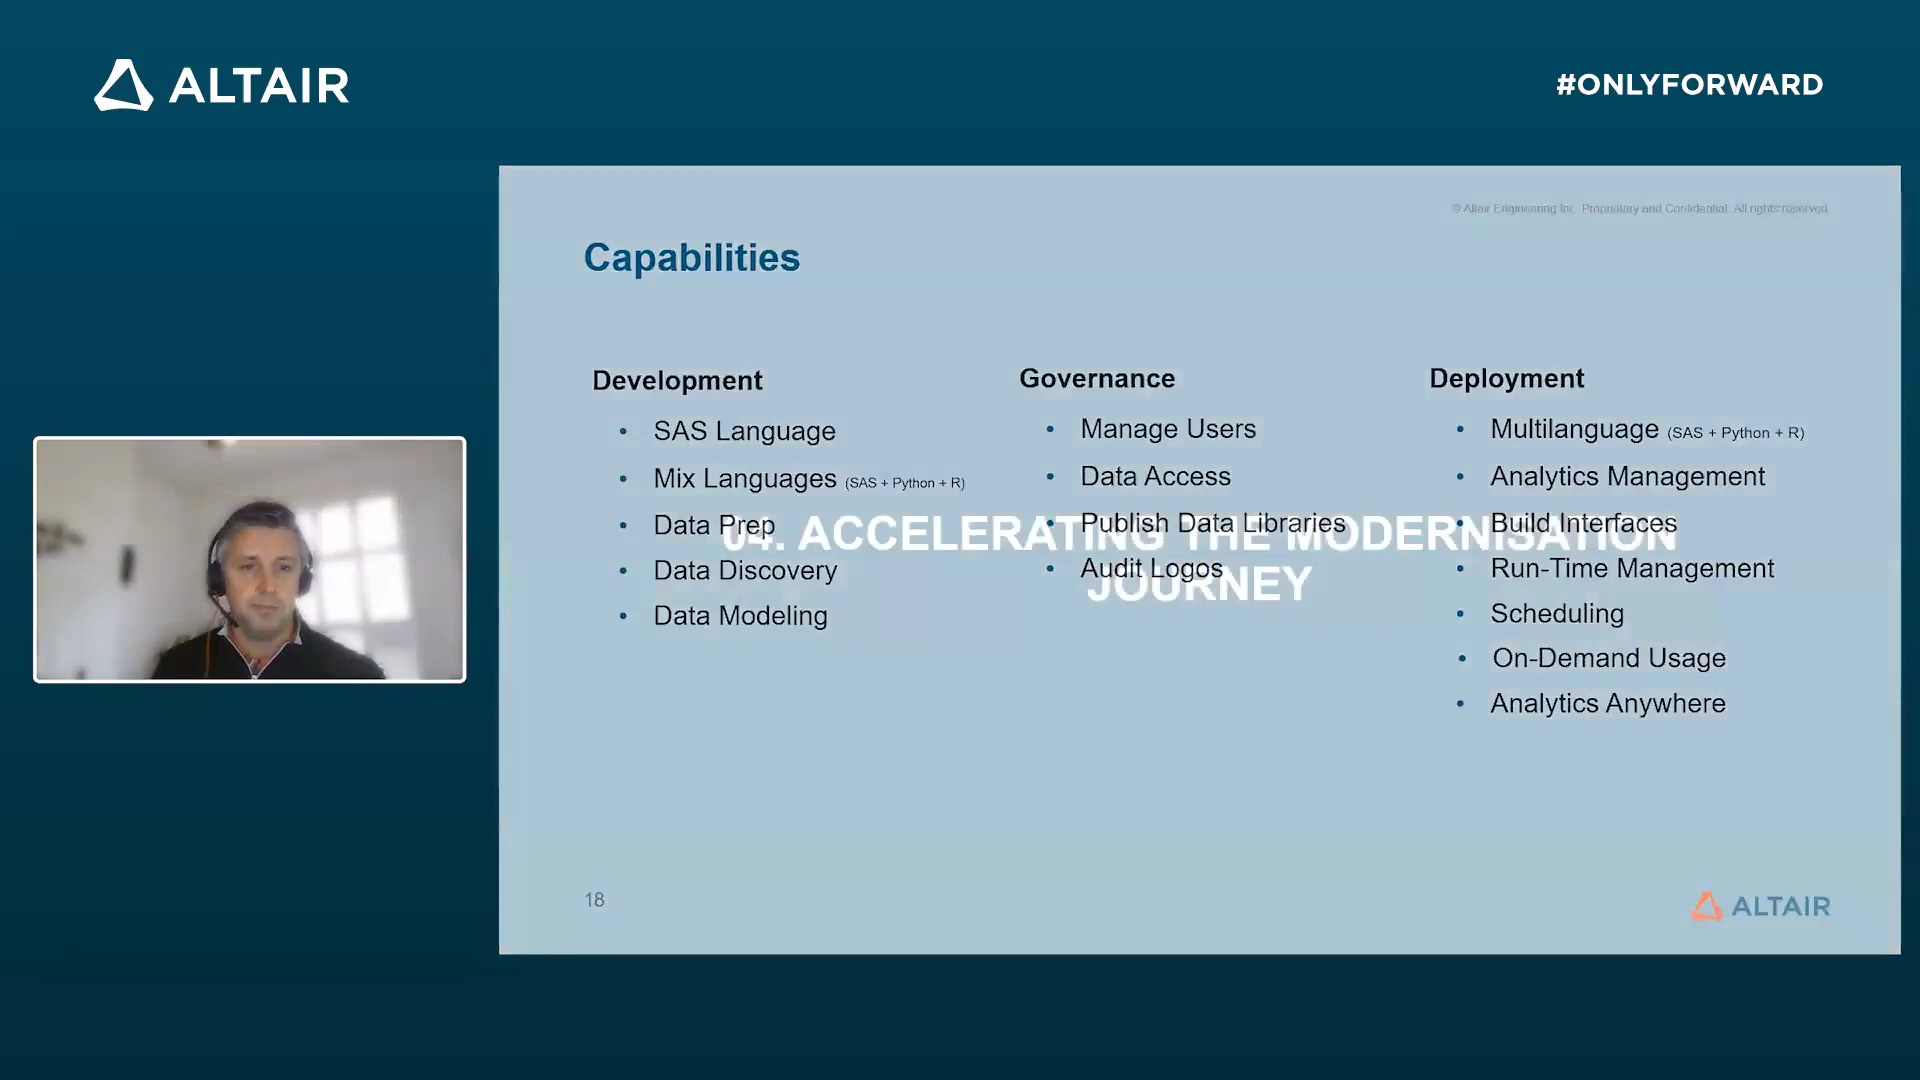 ALTAIR
#ONLYFORWARD
© Altair Engineering Inc. Proprietary and Confidential. All rights reserved
Capabilities
Development
• SAS Language
• Mix Languages (SAS + Python + R)
• Data Prep
• Data Discovery
• Data Modeling
Governance
• Manage Users
• Data Access
• Publish Data Libraries
• Audit Logos
Deployment
• Multilanguage (SAS + Python + R)
• Analytics Management
• Build Interfaces
• Run-Time Management
• Scheduling
• On-Demand Usage
• Analytics Anywhere
04. ACCELERATING THE MODERNISATION
JOURNEY
18
ALTAIR